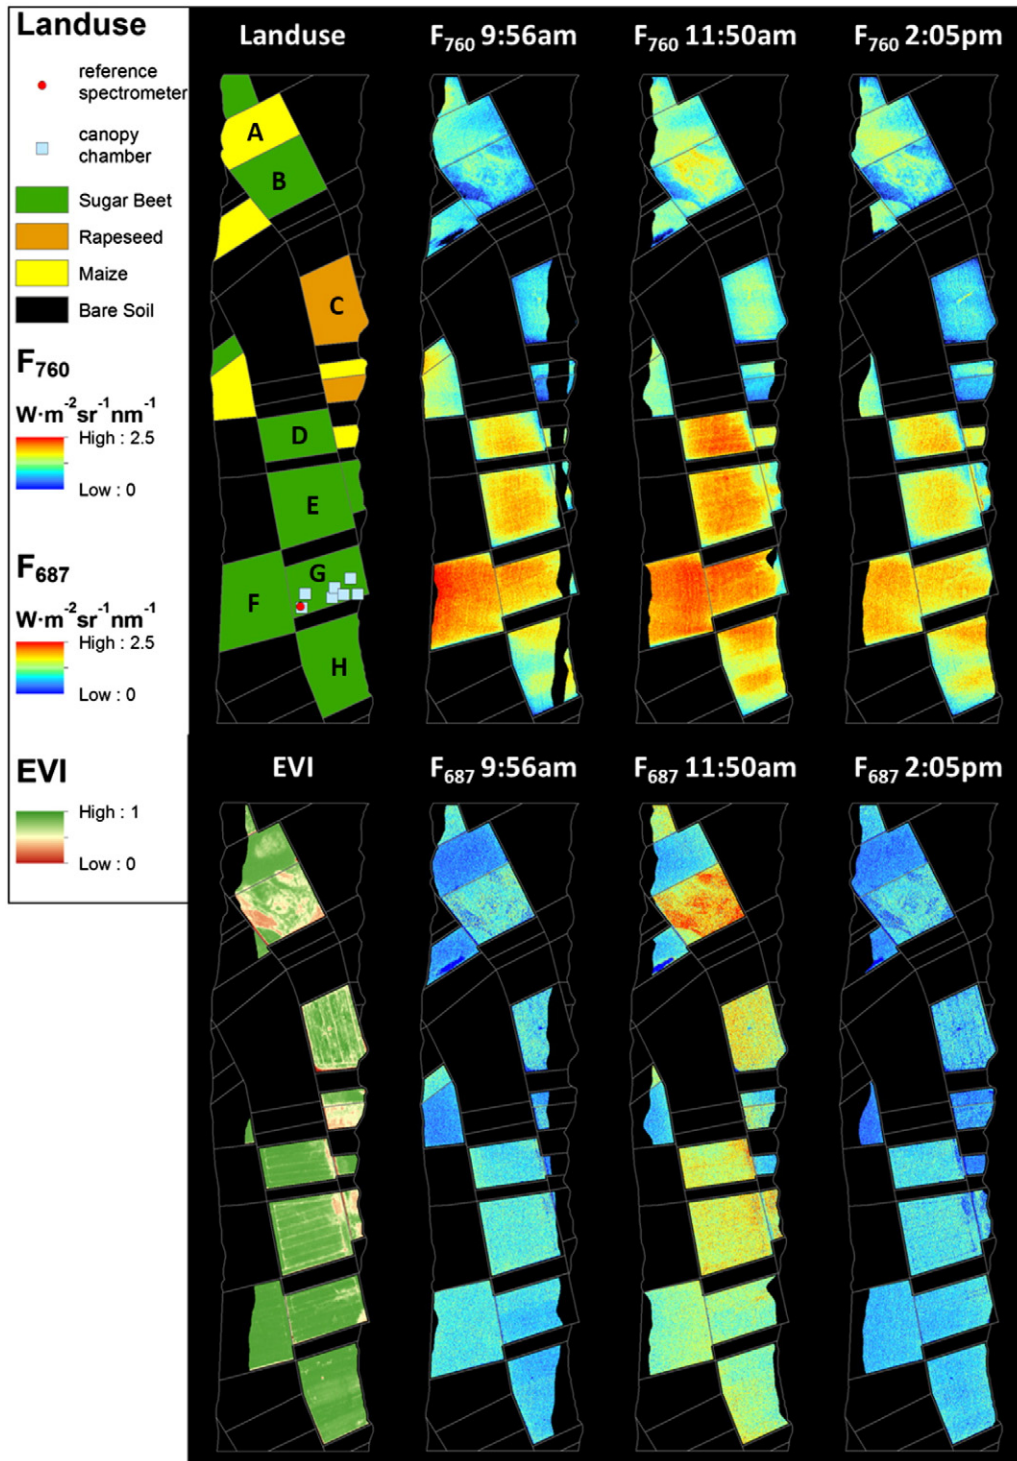 Landuse
reference
spectrometer
canopy
chamber
Sugar Beet
Rapeseed
Maize
Bare Soil
F760
W·m-2sr-1nm-1
High : 2.5
Low : 0
F687
W·m-2sr-1nm-1
High : 2.5
Low : 0
EVI
High : 1
Low : 0
Landuse
F760 9:56am
F760 11:50am
F760 2:05pm
A
B
C
D
E
G
F
H
EVI
F687 9:56am
F687 11:50am
F687 2:05pm